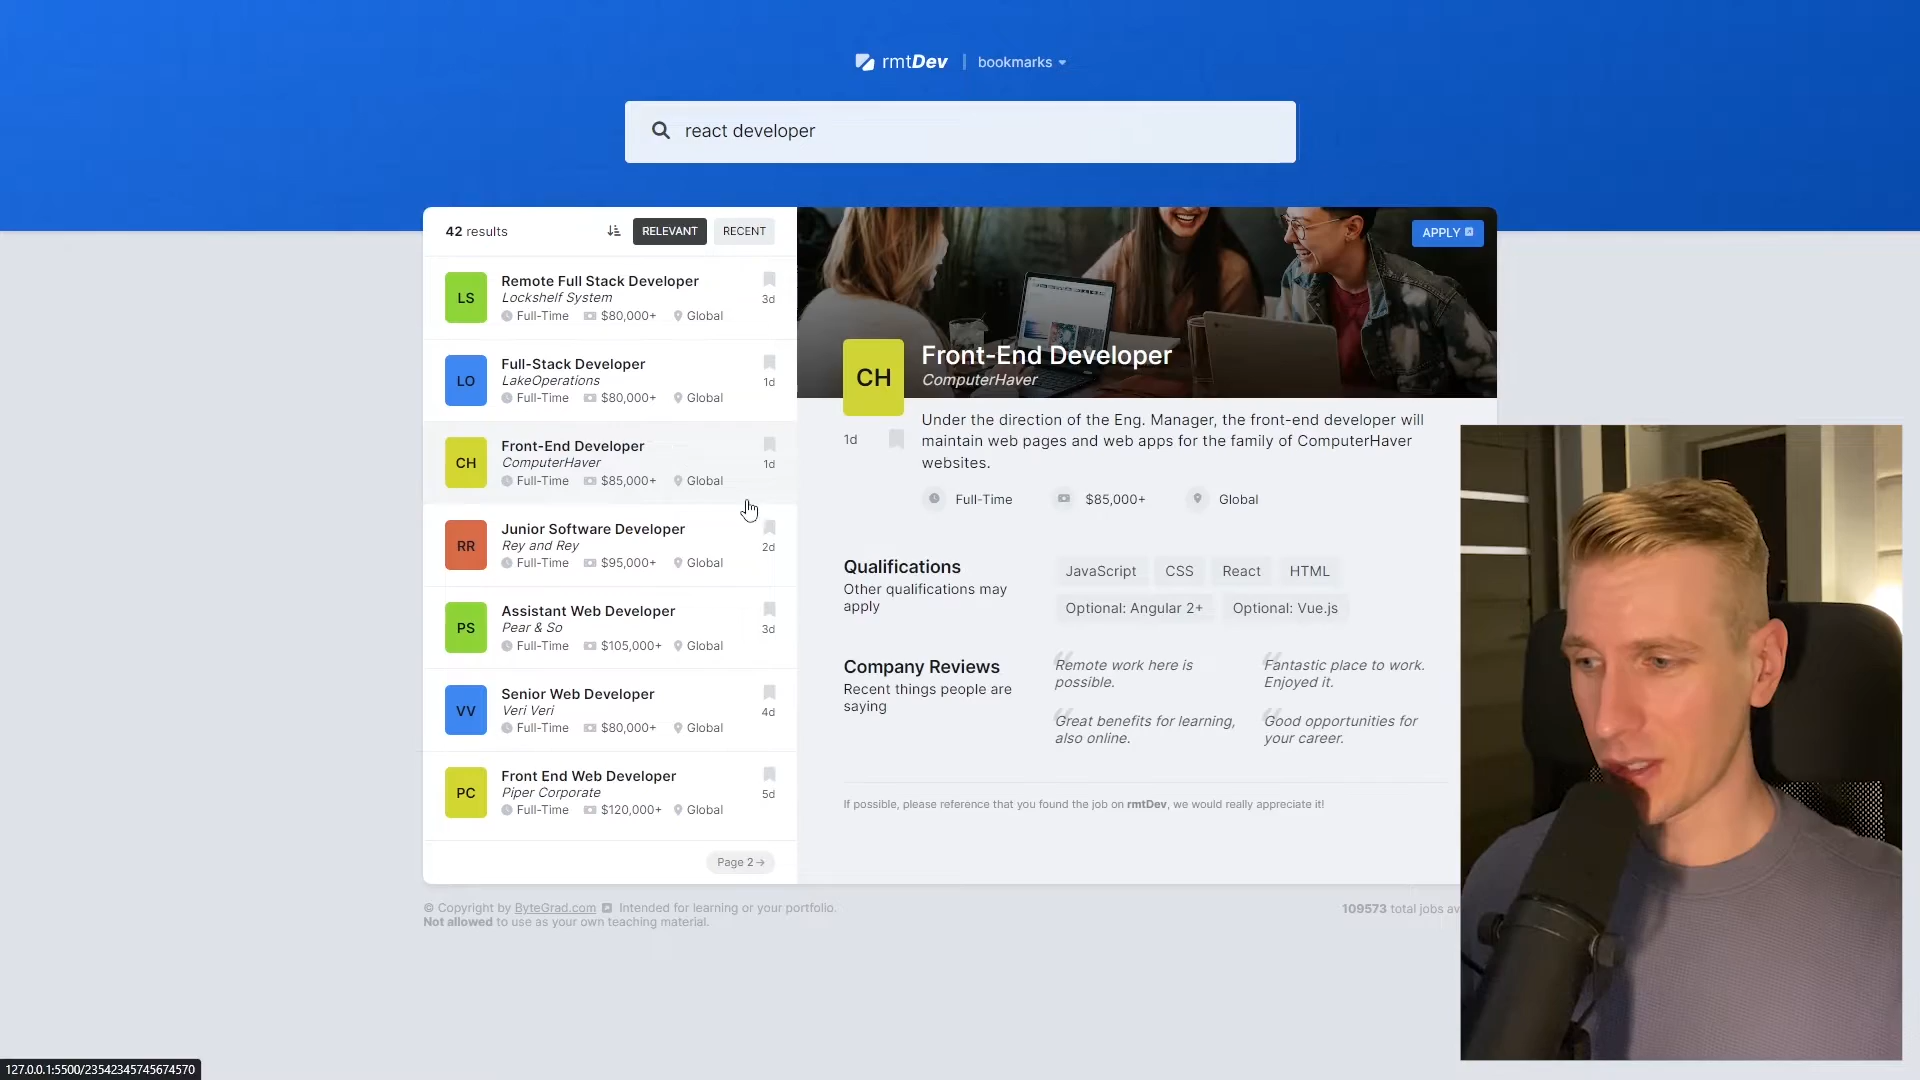 rmtDev | bookmarks
react developer
42 results
RELEVANT
RECENT
LS
Remote Full Stack Developer
Lockshelf System
Full-Time $80,000+ Global
3d
LO
Full-Stack Developer
LakeOperations
Full-Time $80,000+ Global
1d
CH
Front-End Developer
ComputerHaver
Full-Time $85,000+ Global
1d
RR
Junior Software Developer
Rey and Rey
Full-Time $95,000+ Global
2d
PS
Assistant Web Developer
Pear & So
Full-Time $105,000+ Global
3d
VV
Senior Web Developer
Veri Veri
Full-Time $80,000+ Global
4d
PC
Front End Web Developer
Piper Corporate
Full-Time $120,000+ Global
5d
Page 2→
APPLY
CH
Front-End Developer
ComputerHaver
1d
Under the direction of the Eng. Manager, the front-end developer will
maintain web pages and web apps for the family of ComputerHaver
websites.
Full-Time $85,000+ Global
Qualifications
Other qualifications may
apply
JavaScript CSS React HTML
Optional: Angular 2+ Optional: Vue.js
Company Reviews
Recent things people are
saying
Remote work here is
possible.
Fantastic place to work.
Enjoyed it.
Great benefits for learning,
also online.
Good opportunities for
your career.
If possible, please reference that you found the job on rmtDev, we would really appreciate it!
© Copyright by ByteGrad.com Intended for learning or your portfolio.
Not allowed to use as your own teaching material.
109573 total jobs av
127.0.0.1:5500/23542345745674570